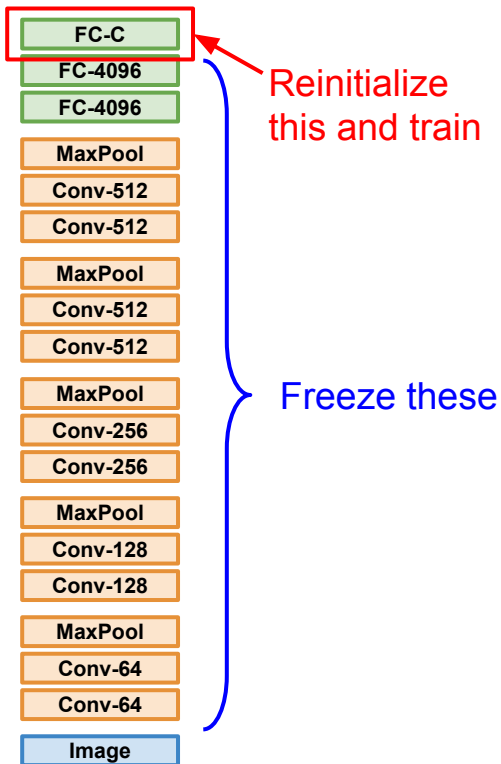 FC-C
FC-4096
FC-4096
Reinitialize
this and train
MaxPool
Conv-512
Conv-512
MaxPool
Conv-512
Conv-512
MaxPool
Conv-256
Conv-256
Freeze these
MaxPool
Conv-128
Conv-128
MaxPool
Conv-64
Conv-64
Image